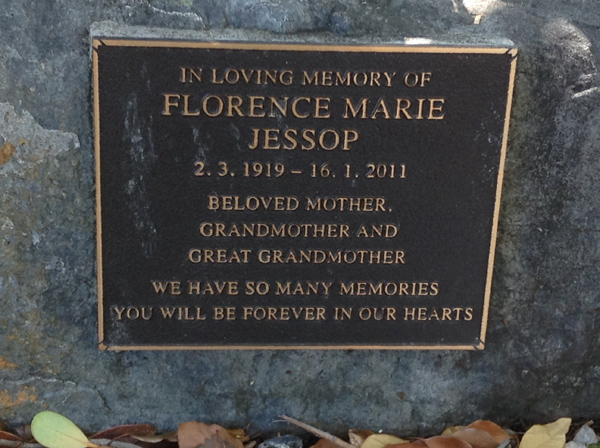 IN LOVING MEMORY OF
FLORENCE MARIE
JESSOP
2. 3. 1919 – 16. 1. 2011
BELOVED MOTHER,
GRANDMOTHER AND
GREAT GRANDMOTHER
WE HAVE SO MANY MEMORIES
YOU WILL BE FOREVER IN OUR HEARTS